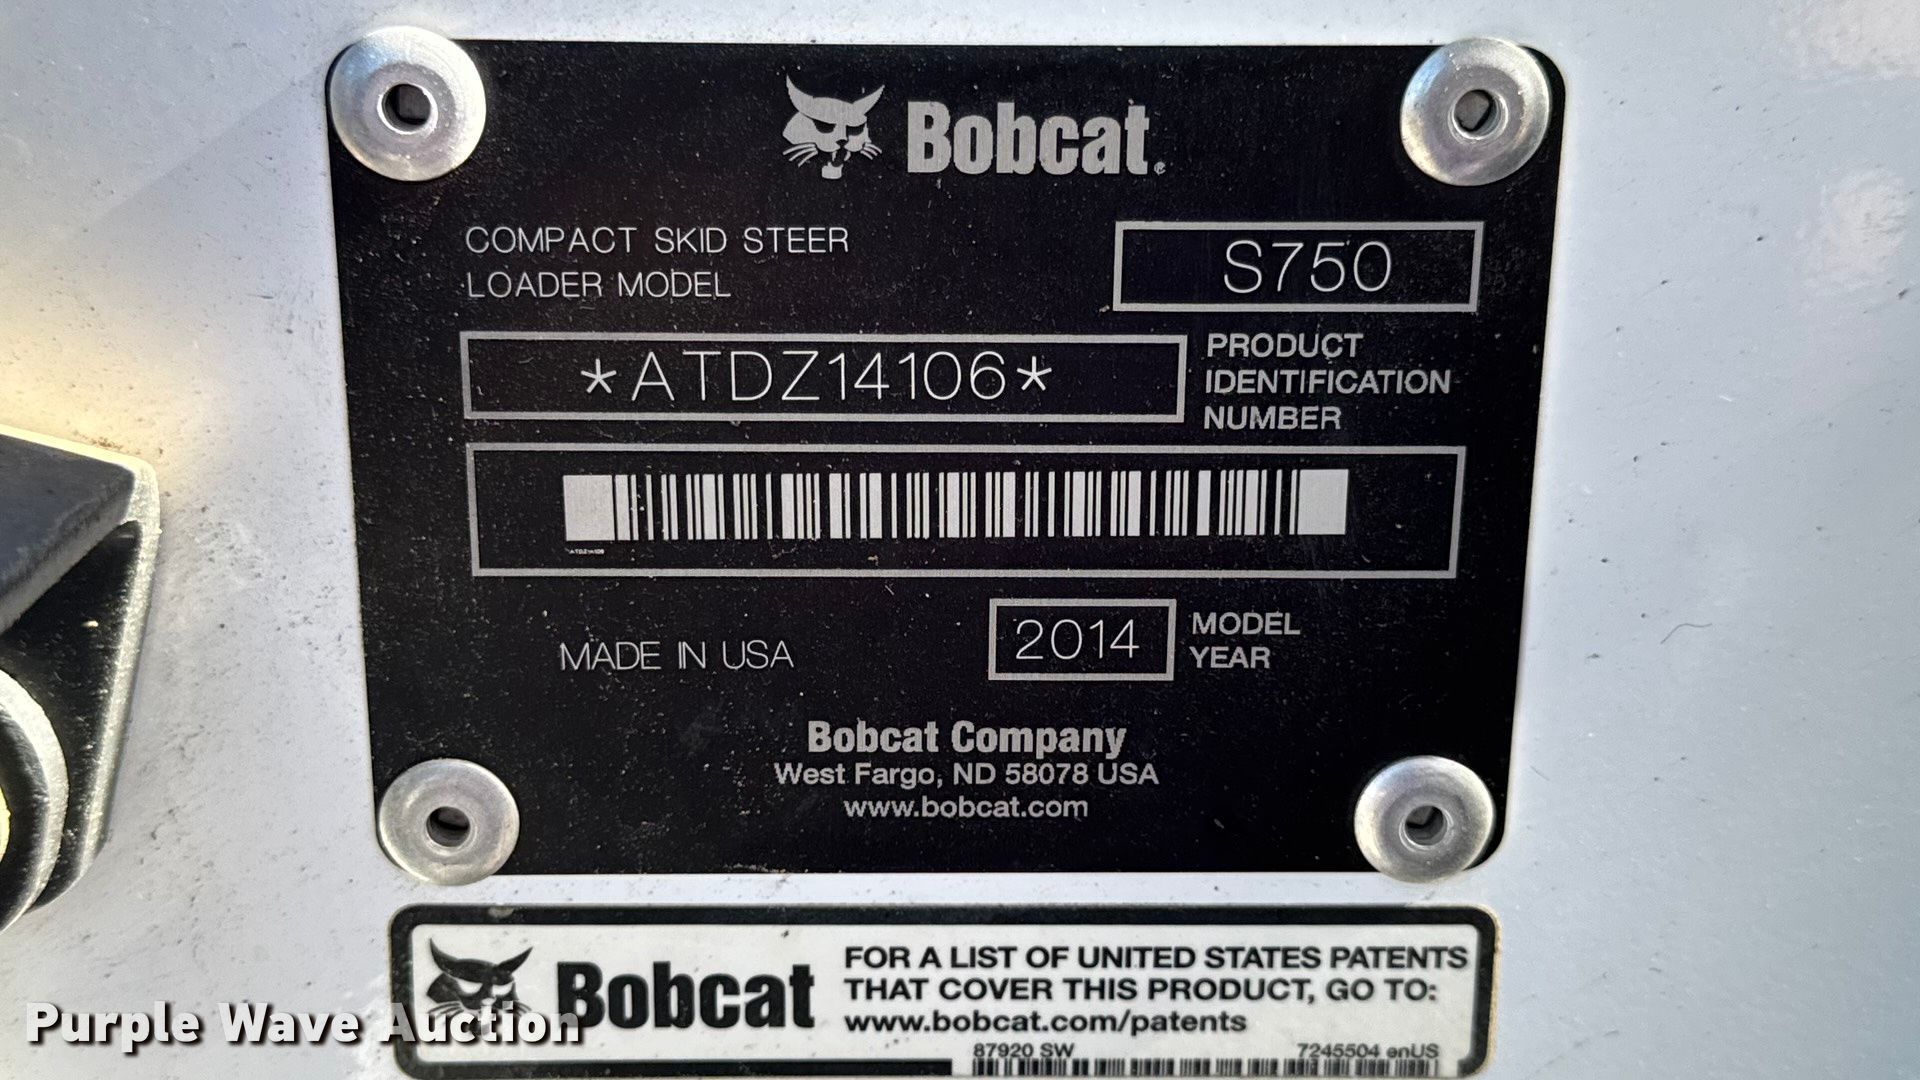 Bobcat
COMPACT SKID STEER
LOADER MODEL
S750
*ATDZ14106*
PRODUCT
IDENTIFICATION
NUMBER
ATDZ14106
MADE IN USA
2014
MODEL
YEAR
Bobcat Company
West Fargo, ND 58078 USA
www.bobcat.com
Bobcat
FOR A LIST OF UNITED STATES PATENTS
THAT COVER THIS PRODUCT, GO TO:
www.bobcat.com/patents
87920 SW
7245504 enUS
Purple Wave Auction